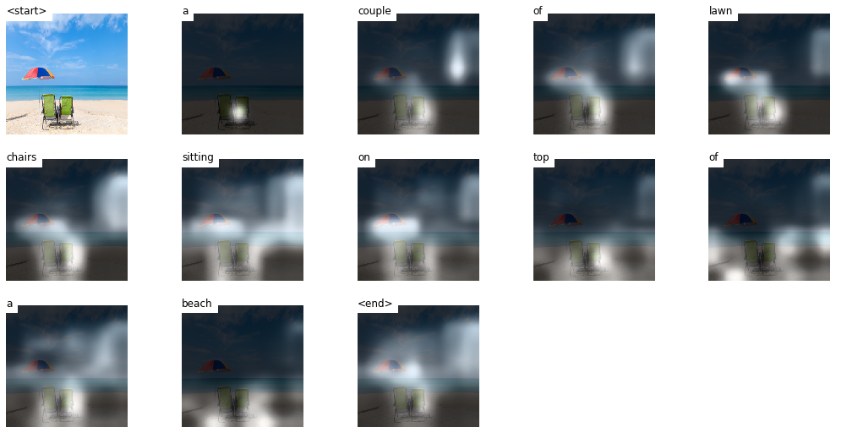 <start>
a
couple
of
lawn
chairs
sitting
on
top
of
a
beach
<end>